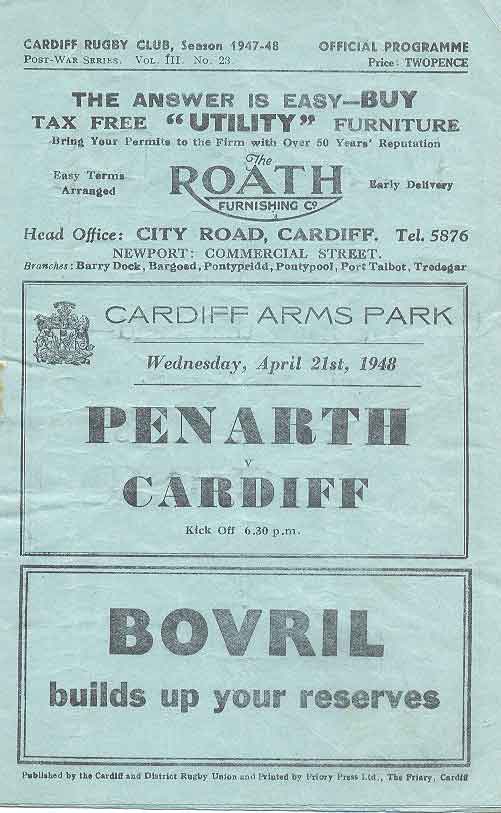 CARDIFF RUGBY CLUB, Season 1947-48 OFFICIAL PROGRAMME
POST-WAR SERIES. VOL. III. No. 23 Price: TWOPENCE
THE ANSWER IS EASY—BUY
TAX FREE "UTILITY" FURNITURE
Bring Your Permits to the Firm with Over 50 Years' Reputation
Easy Terms Arranged
The
ROATH
FURNISHING Co.
Early Delivery
Head Office: CITY ROAD, CARDIFF. Tel. 5876
NEWPORT: COMMERCIAL STREET.
Branches: Barry Dock, Bargoed, Pontypridd, Pontypool, Port Talbot, Tredegar
CARDIFF ARMS PARK
Wednesday, April 21st, 1948
PENARTH
v
CARDIFF
Kick Off 6.30 p.m.
BOVRIL
builds up your reserves
Published by the Cardiff and District Rugby Union and Printed by Priory Press Ltd., The Friary, Cardiff